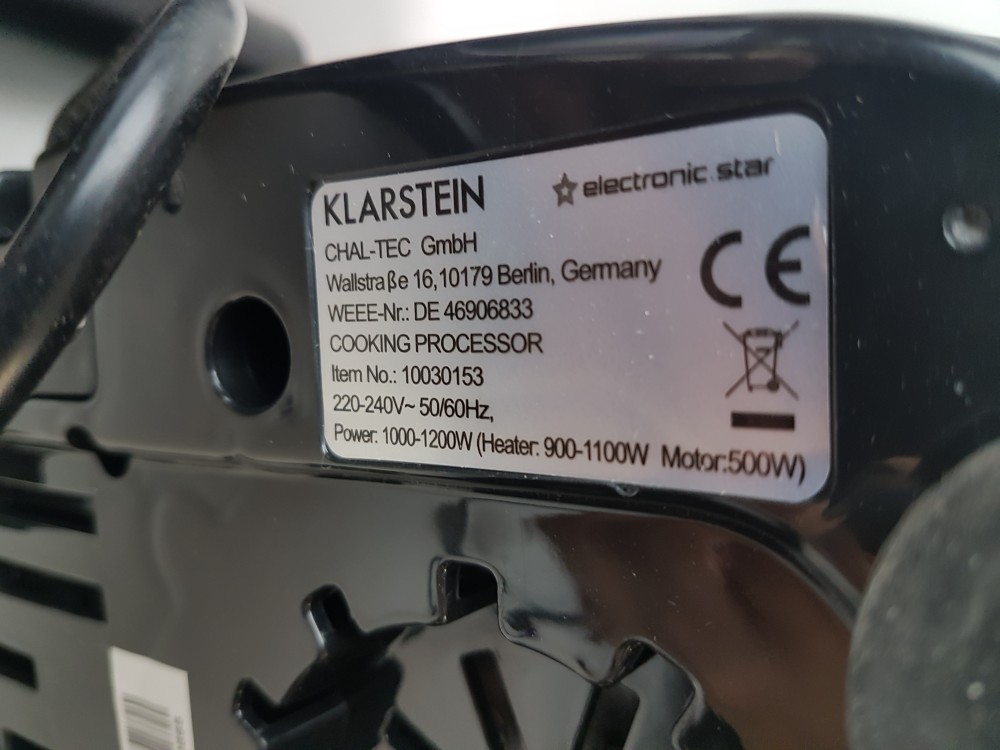 KLARSTEIN
electronic star
CHAL-TEC GmbH
Wallstraße 16, 10179 Berlin, Germany
WEEE-Nr.: DE 46906833
COOKING PROCESSOR
Item No.: 10030153
220-240V~ 50/60Hz,
Power: 1000-1200W (Heater: 900-1100W Motor:500W)
CE